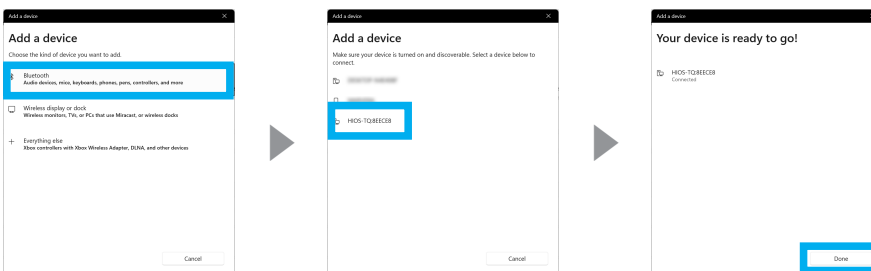 Add a device
Add a device
Choose the kind of device you want to add.
Bluetooth
Audio devices, mice, keyboards, phones, pens, controllers, and more
Wireless display or dock
Wireless monitors, TVs, or PCs that use Miracast, or wireless docks
Everything else
Xbox controllers with Xbox Wireless Adapter, DLNA, and other devices
Cancel
Add a device
Add a device
Make sure your device is turned on and discoverable. Select a device below to
connect.
HIOS-TQ:8EECE8
Cancel
Add a device
Your device is ready to go!
HIOS-TQ:8EECE8
Connected
Done